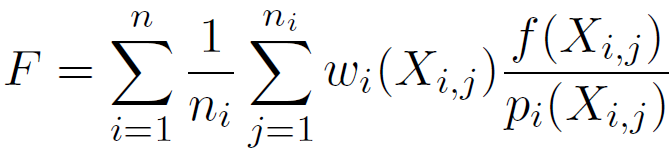 F = \sum_{i=1}^{n} \frac{1}{n_i} \sum_{j=1}^{n_i} w_i(X_{i,j}) \frac{f(X_{i,j})}{p_i(X_{i,j})}